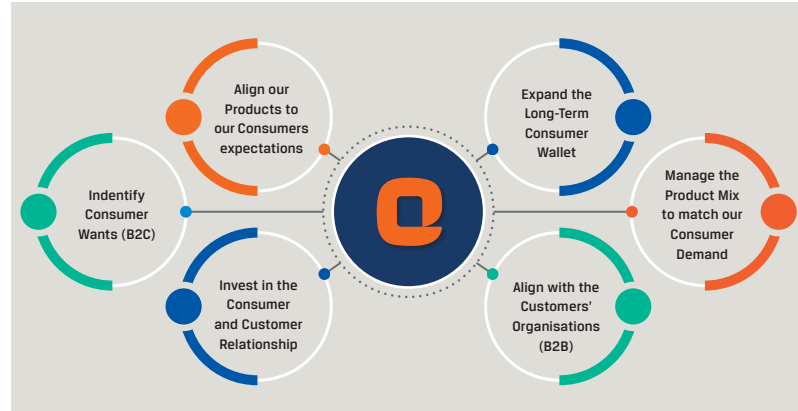 Align our
Products to
our Consumers
expectations
Expand the
Long-Term
Consumer
Wallet
Indentify
Consumer
Wants (B2C)
Manage the
Product Mix
to match our
Consumer
Demand
Invest in the
Consumer
and Customer
Relationship
Align with the
Customers'
Organisations
(B2B)